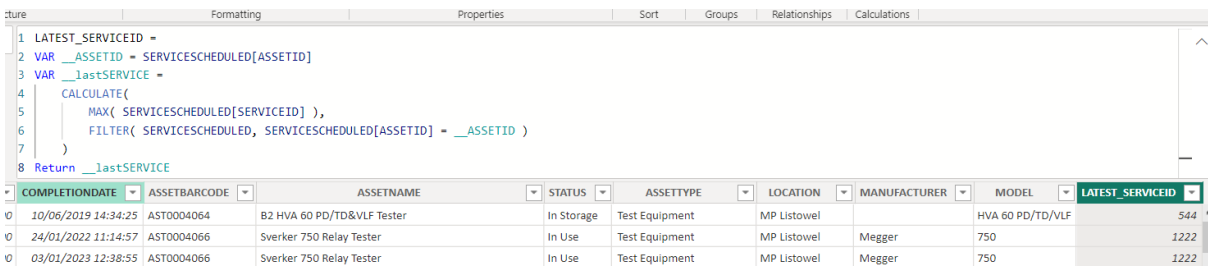 cture Formatting Properties Sort Groups Relationships Calculations
1 LATEST_SERVICEID =
2 VAR __ASSETID = SERVICESCHEDULED[ASSETID]
3 VAR __lastSERVICE =
4 CALCULATE(
5 MAX( SERVICESCHEDULED[SERVICEID] ),
6 FILTER( SERVICESCHEDULED, SERVICESCHEDULED[ASSETID] = __ASSETID )
7 )
8 Return __lastSERVICE
COMPLETIONDATE ASSETBARCODE ASSETNAME STATUS ASSETTYPE LOCATION MANUFACTURER MODEL LATEST_SERVICEID
10/06/2019 14:34:25 AST0004064 B2 HVA 60 PD/TD&VLF Tester In Storage Test Equipment MP Listowel HVA 60 PD/TD/VLF 544
24/01/2022 11:14:57 AST0004066 Sverker 750 Relay Tester In Use Test Equipment MP Listowel Megger 750 1222
03/01/2023 12:38:55 AST0004066 Sverker 750 Relay Tester In Use Test Equipment MP Listowel Megger 750 1222